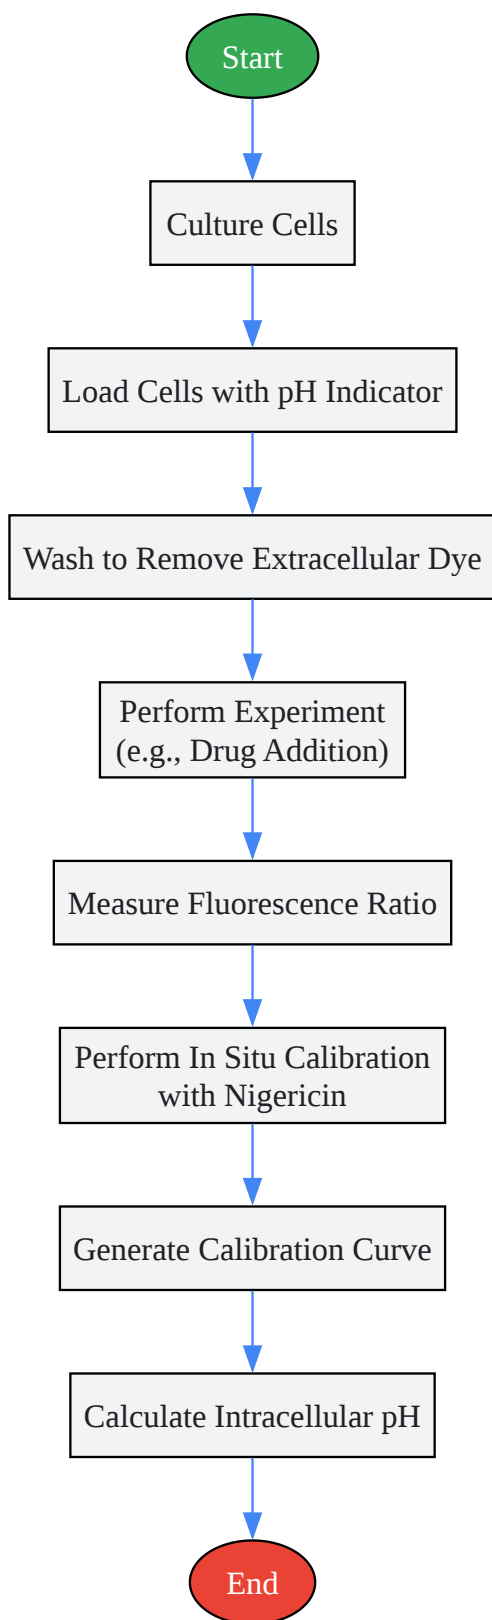 Start
Culture Cells
Load Cells with pH Indicator
Wash to Remove Extracellular Dye
Perform Experiment
(e.g., Drug Addition)
Measure Fluorescence Ratio
Perform In Situ Calibration
with Nigericin
Generate Calibration Curve
Calculate Intracellular pH
End